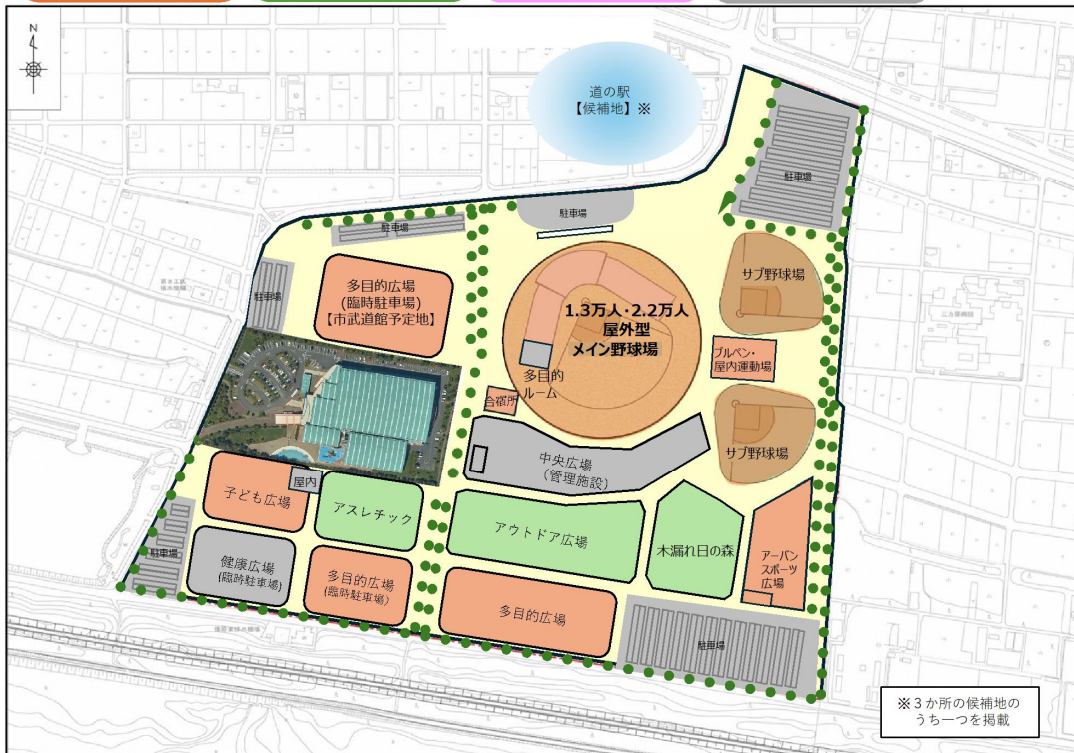 N
道の駅
【候補地】※
駐車場
駐車場
駐車場
駐車場
サブ野球場
多目的広場
(臨時駐車場)
【市武道館予定地】
1.3万人・2.2万人
屋外型
メイン野球場
多目的
ルーム
ブルペン・
屋内運動場
合宿所
サブ野球場
中央広場
(管理施設)
屋内
子ども広場
アスレチック
アウトドア広場
木漏れ日の森
アーバン
スポーツ
広場
駐車場
健康広場
(臨時駐車場)
多目的広場
(臨時駐車場)
多目的広場
駐車場
※3か所の候補地の
うち一つを掲載